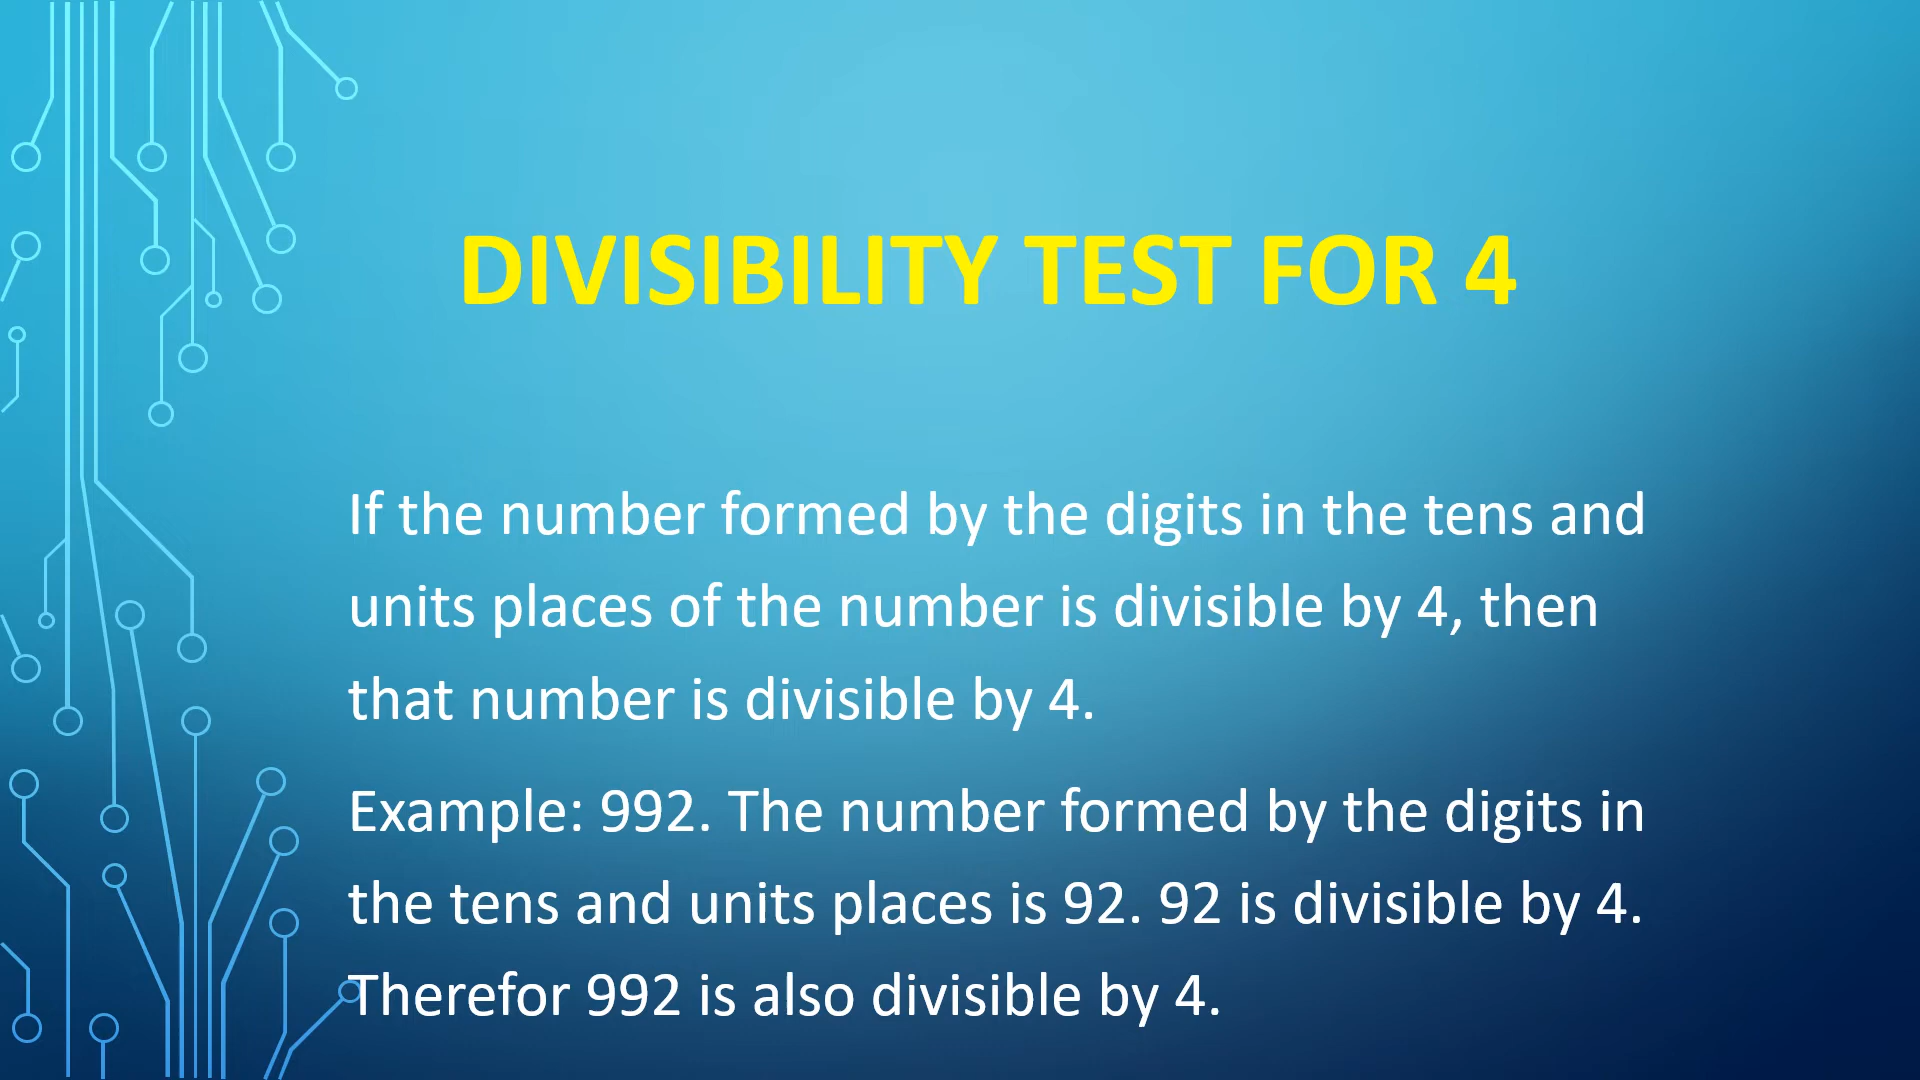 DIVISIBILITY TEST FOR 4
If the number formed by the digits in the tens and
units places of the number is divisible by 4, then
that number is divisible by 4.
Example: 992. The number formed by the digits in
the tens and units places is 92. 92 is divisible by 4.
Therefor 992 is also divisible by 4.